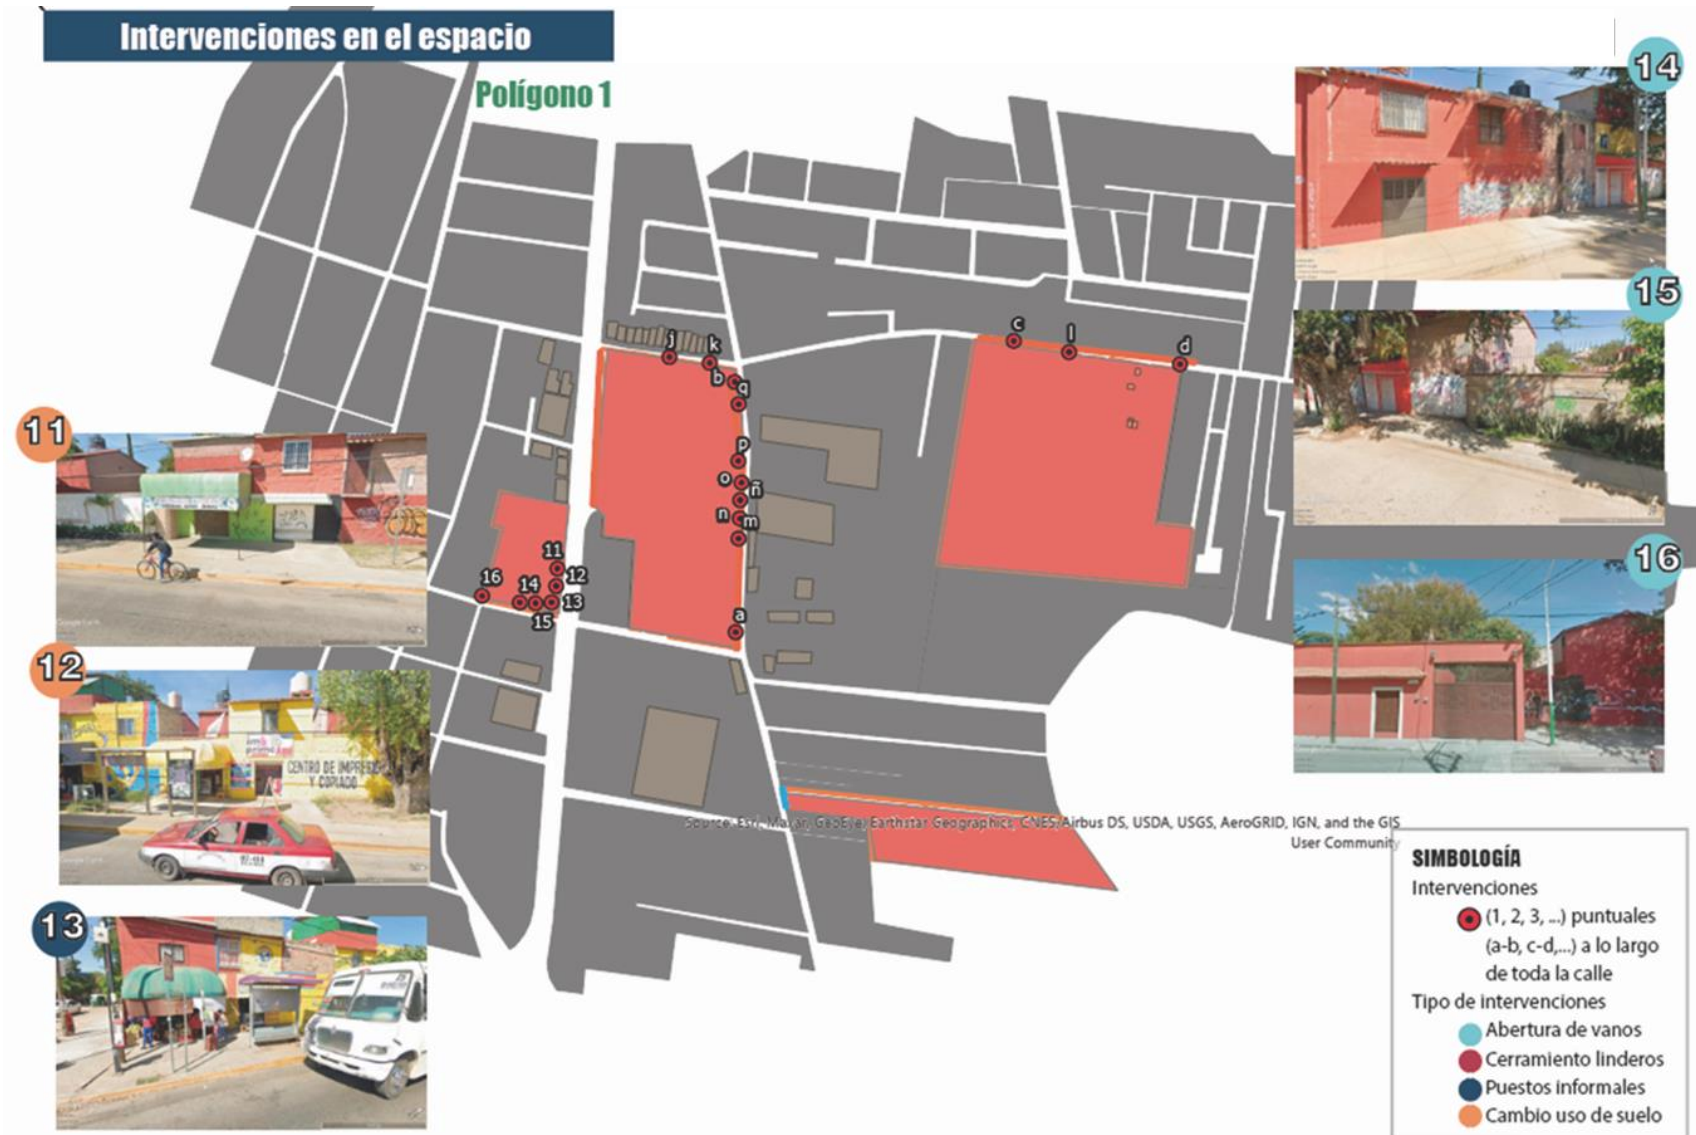 Intervenciones en el espacio
Polígono 1
14
15
16
11
12
13
j
k
b
q
p
o
ñ
n
m
a
c
l
d
11
12
13
14
15
16
CENTRO DE IMPRE
Y COPIADO
Source: Esri, Maxar, GeoEye, Earthstar Geographics, CNES/Airbus DS, USDA, USGS, AeroGRID, IGN, and the GIS
User Community
SIMBOLOGÍA
Intervenciones
(1, 2, 3, ...) puntuales
(a-b, c-d,...) a lo largo
de toda la calle
Tipo de intervenciones
Abertura de vanos
Cerramiento linderos
Puestos informales
Cambio uso de suelo